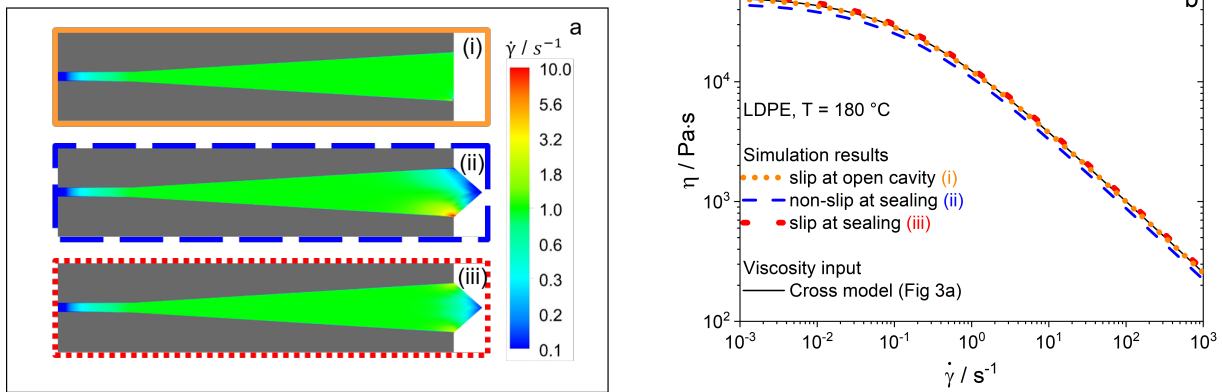 a
γ̇ / s⁻¹
(i)
(ii)
(iii)
10.0
5.6
3.2
1.8
1.0
0.6
0.3
0.2
0.1
b
η / Pa·s
10⁴
10³
10²
LDPE, T = 180 °C
Simulation results
slip at open cavity (i)
non-slip at sealing (ii)
slip at sealing (iii)
Viscosity input
Cross model (Fig 3a)
10⁻³ 10⁻² 10⁻¹ 10⁰ 10¹ 10² 10³
γ̇ / s⁻¹